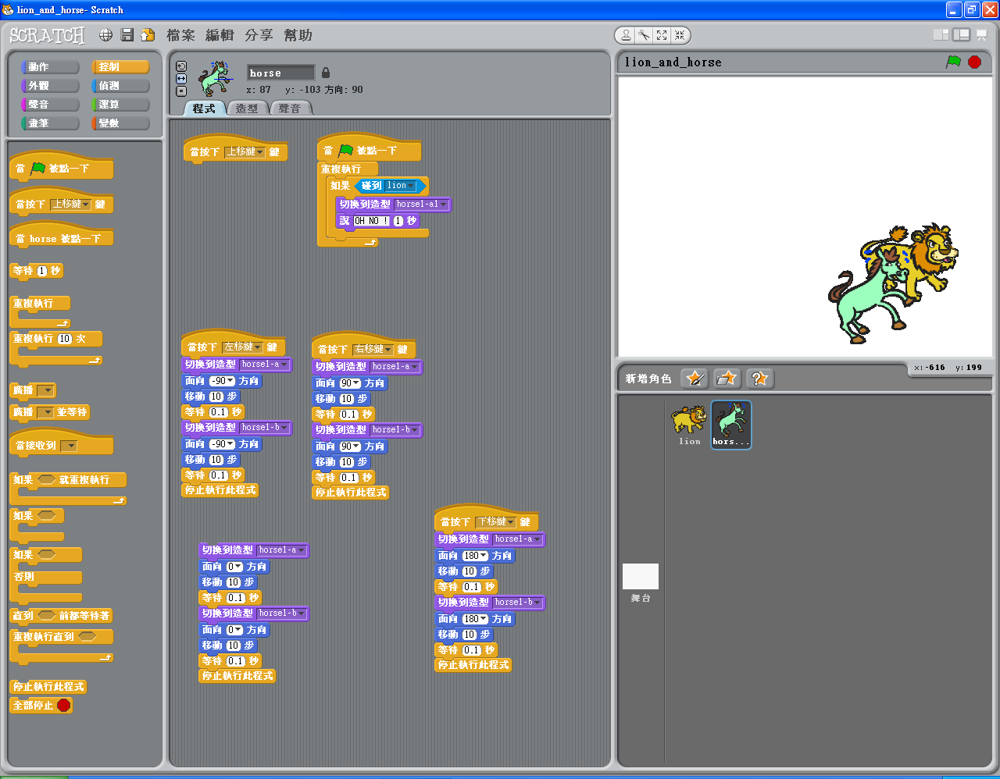 lion_and_horse- Scratch
SCRATCH 檔案 編輯 分享 幫助
動作 控制
外觀 偵測
聲音 運算
畫筆 變數
當 被點一下
當按下 上移鍵 鍵
當 horse 被點一下
等待 1 秒
重複執行
重複執行 10 次
廣播
廣播 並等待
當接收到
如果 就重複執行
如果
如果
否則
直到 前都等待著
重複執行直到
停止執行此程式
全部停止
horse
x: 87 y: -103 方向: 90
程式 造型 聲音
當按下 上移鍵 鍵
當 被點一下
重複執行
如果 碰到 lion
切換到造型 horse1-a1
說 OH NO ! 1 秒
當按下 左移鍵 鍵
切換到造型 horse1-a
面向 -90 方向
移動 10 步
等待 0.1 秒
切換到造型 horse1-b
面向 -90 方向
移動 10 步
等待 0.1 秒
停止執行此程式
當按下 右移鍵 鍵
切換到造型 horse1-a
面向 90 方向
移動 10 步
等待 0.1 秒
切換到造型 horse1-b
面向 90 方向
移動 10 步
等待 0.1 秒
停止執行此程式
切換到造型 horse1-a
面向 0 方向
移動 10 步
等待 0.1 秒
切換到造型 horse1-b
面向 0 方向
移動 10 步
等待 0.1 秒
停止執行此程式
當按下 下移鍵 鍵
切換到造型 horse1-a
面向 180 方向
移動 10 步
等待 0.1 秒
切換到造型 horse1-b
面向 180 方向
移動 10 步
等待 0.1 秒
停止執行此程式
lion_and_horse
x: -616 y: 199
新增角色
lion
hors...
舞台